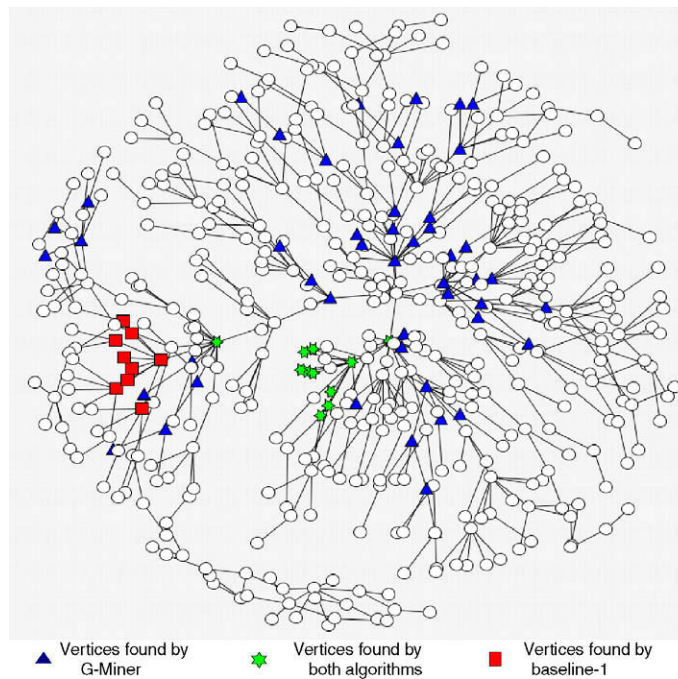 Vertices found by
G-Miner
Vertices found by
both algorithms
Vertices found by
baseline-1